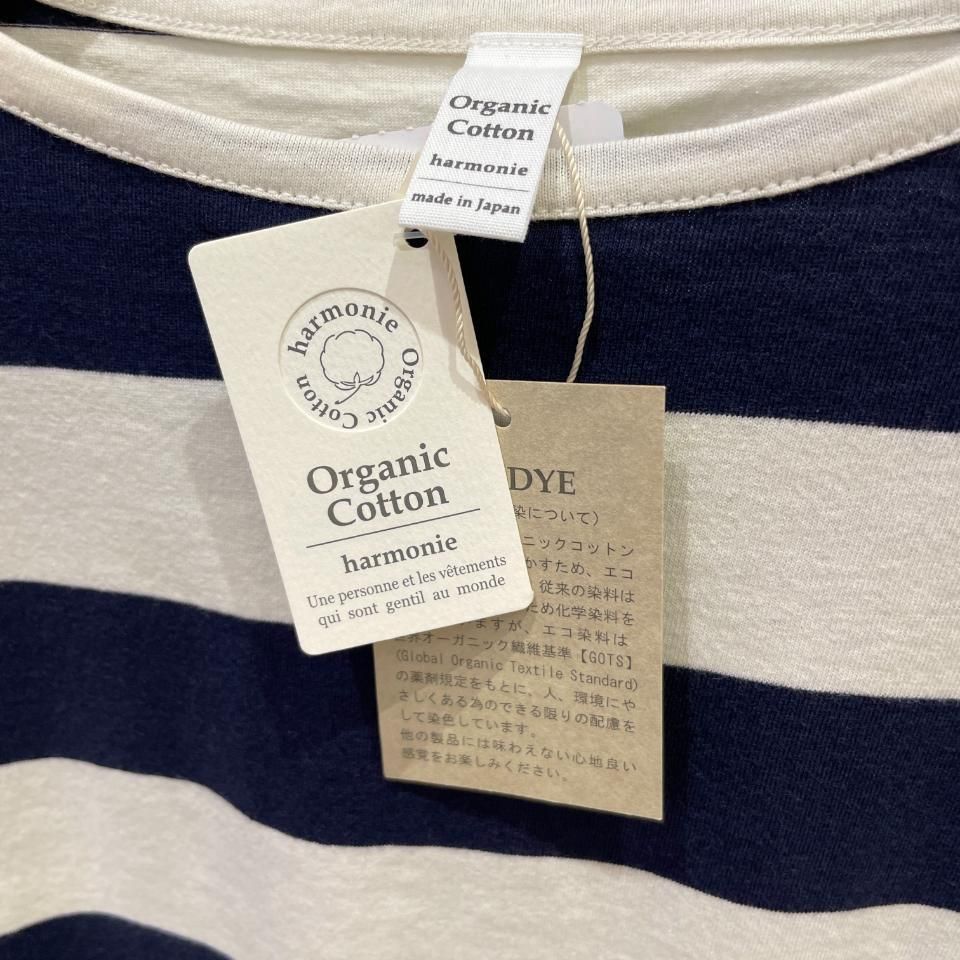 Organic
Cotton
harmonie
made in Japan
harmonie
Organic Cotton
Organic
Cotton
harmonie
Une personne et les vêtements
qui sont gentil au monde
DYE
染について)
ニックコットン
かすため、エコ
従来の染料は
ため化学染料を
ますが、エコ染料は
世界オーガニック繊維基準【GOTS】
(Global Organic Textile Standard)
の薬剤規定をもとに、人、環境にや
さしくある為のできる限りの配慮を
して染色しています。
他の製品には味わえない心地良い
感覚をお楽しみください。